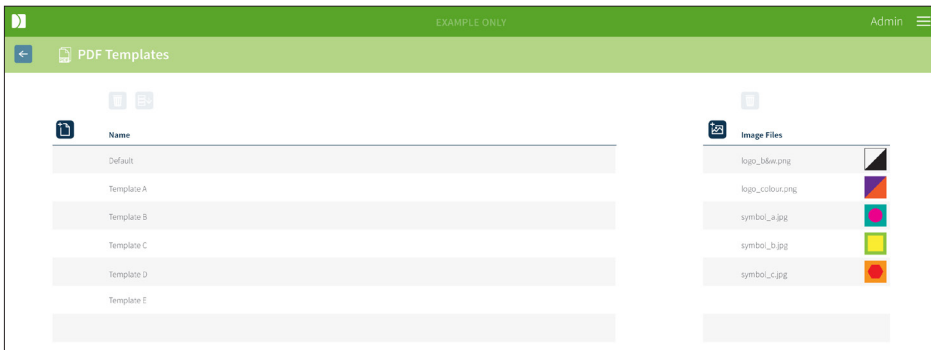 EXAMPLE ONLY
Admin
PDF Templates
Name
Default
Template A
Template B
Template C
Template D
Template E
Image Files
logo_b&w.png
logo_colour.png
symbol_a.jpg
symbol_b.jpg
symbol_c.jpg